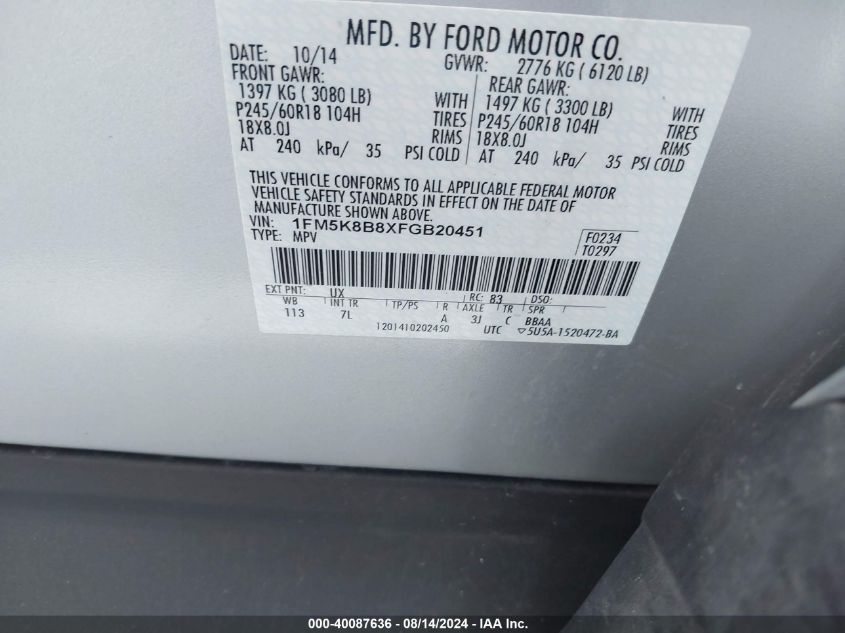 MFD. BY FORD MOTOR CO.
DATE: 10/14 GVWR: 2776 KG ( 6120 LB)
FRONT GAWR: REAR GAWR:
1397 KG ( 3080 LB) WITH 1497 KG ( 3300 LB) WITH
P245/60R18 104H TIRES P245/60R18 104H TIRES
18X8.0J RIMS 18X8.0J RIMS
AT 240 kPa/ 35 PSI COLD AT 240 kPa/ 35 PSI COLD
THIS VEHICLE CONFORMS TO ALL APPLICABLE FEDERAL MOTOR
VEHICLE SAFETY STANDARDS IN EFFECT ON THE DATE OF
MANUFACTURE SHOWN ABOVE.
VIN: 1FM5K8B8XFGB20451 F0234
TYPE: MPV T0297
EXT PNT: UX RC: 83 DSO:
WB INT TR TP/PS R AXLE TR SPR
113 7L A 3J C BBAA
1201410202450 UTC ▽5U5A-1520472-BA
000-40087636 - 08/14/2024 - IAA Inc.